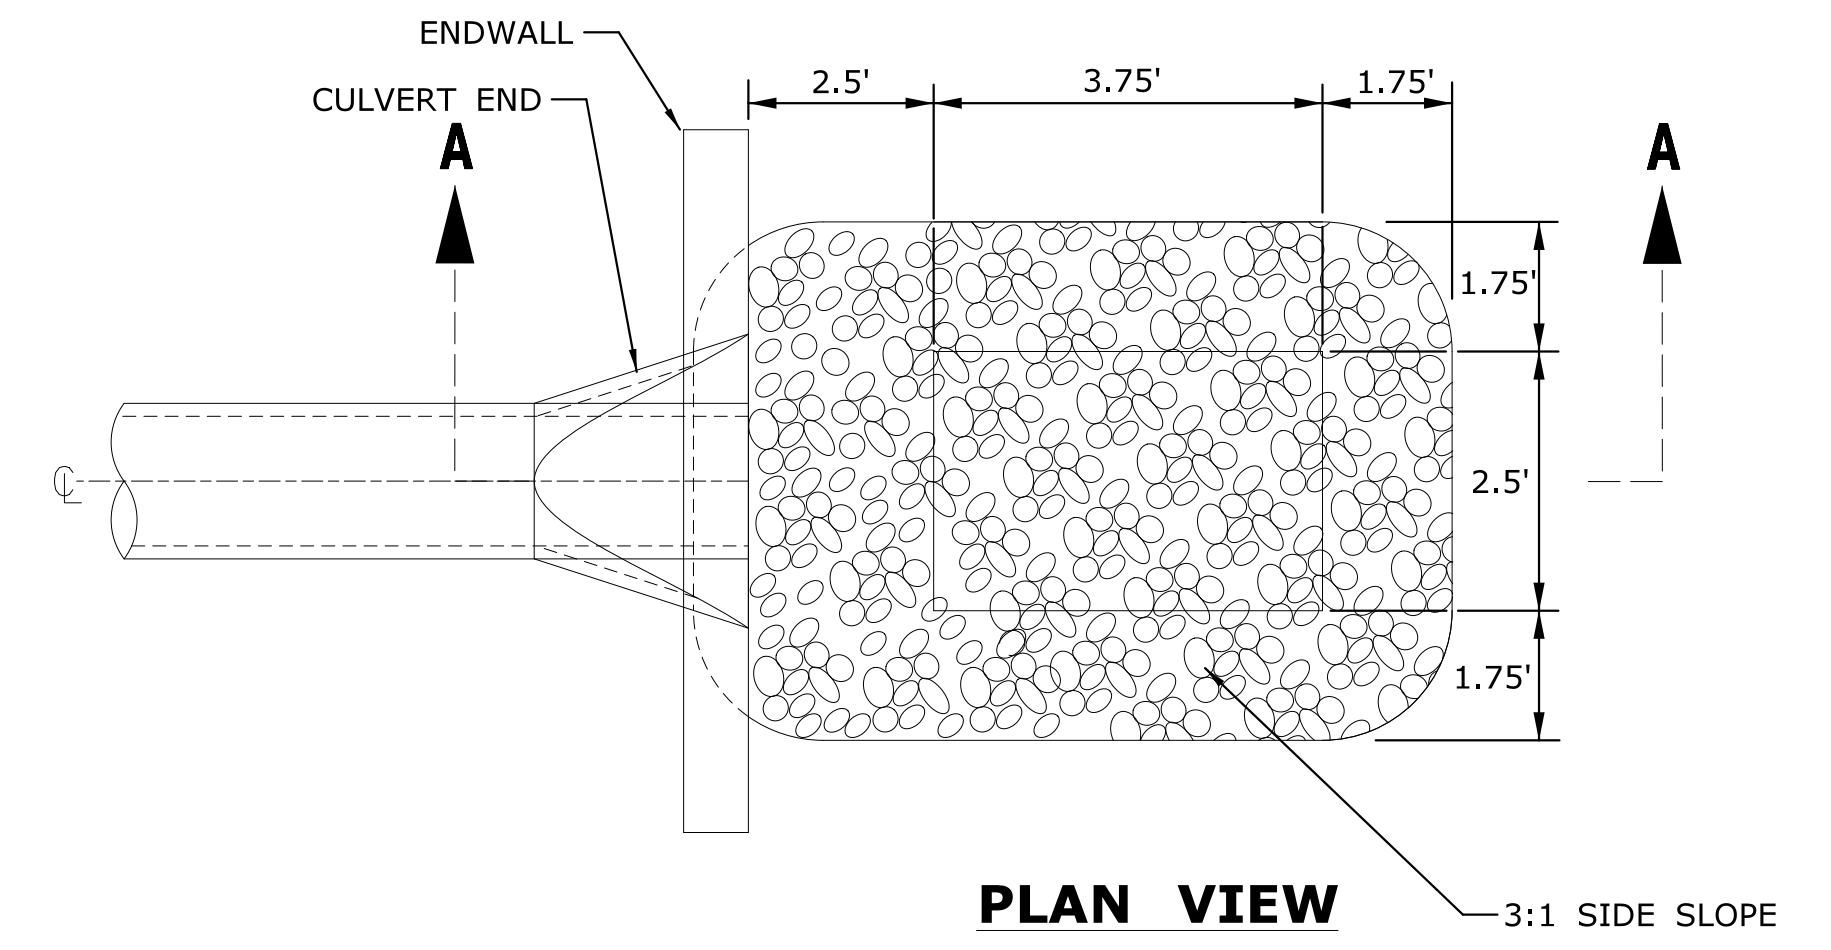 ENDWALL
CULVERT END
2.5'
3.75'
1.75'
A
A
1.75'
2.5'
1.75'
℄
PLAN VIEW
3:1 SIDE SLOPE